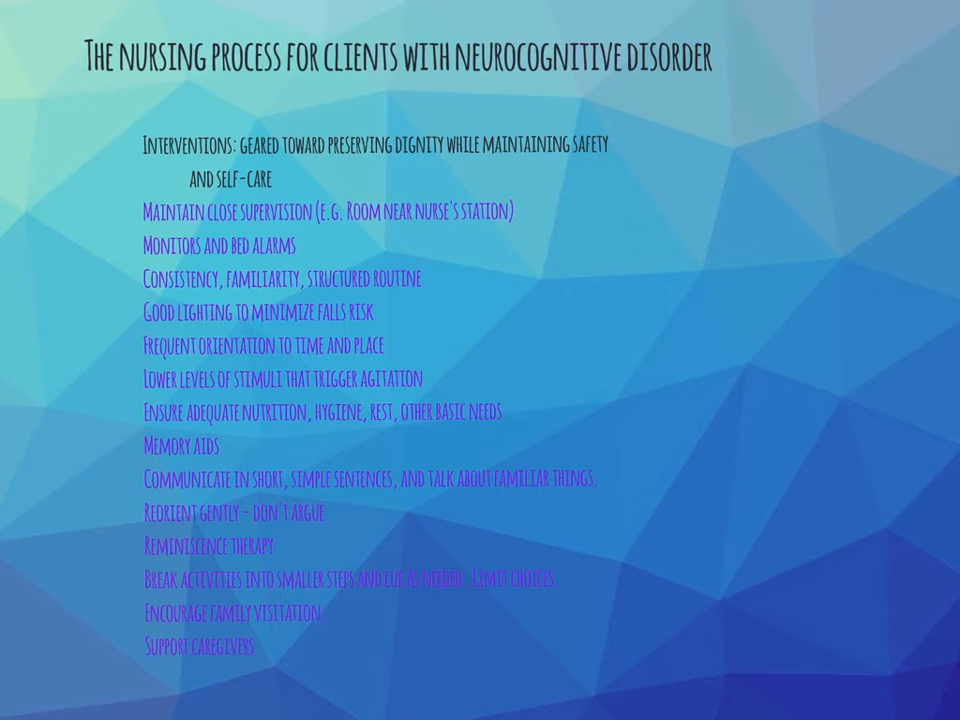 The nursing process for clients with neurocognitive disorder
Interventions: geared toward preserving dignity while maintaining safety
and self-care
Maintain close supervision (e.g. Room near nurse's station)
Monitors and bed alarms
Consistency, familiarity, structured routine
Good lighting to minimize falls risk
Frequent orientation to time and place
Lower levels of stimuli that trigger agitation
Ensure adequate nutrition, hygiene, rest, other basic needs
Memory aids
Communicate in short, simple sentences, and talk about familiar things.
Reorient gently - don't argue
Reminiscence therapy
Break activities into smaller steps and cue as needed. Limit choices.
Encourage family visitation.
Support caregivers